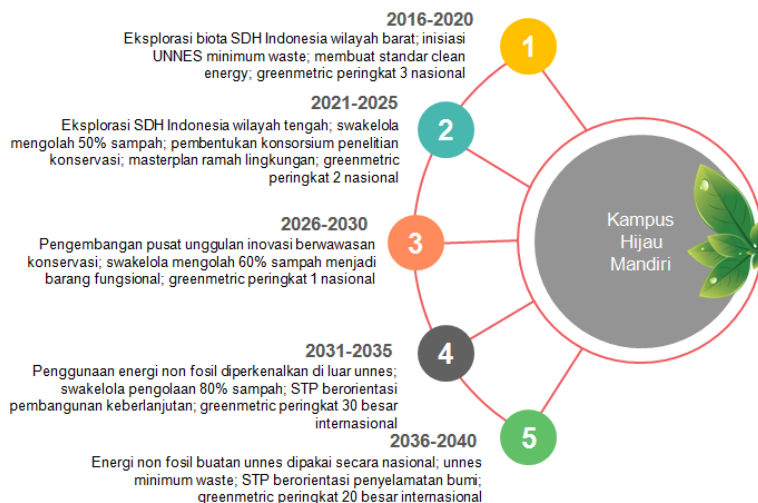 2016-2020
Eksplorasi biota SDH Indonesia wilayah barat; inisiasi
UNNES minimum waste; membuat standar clean
energy; greenmetric peringkat 3 nasional
1
2021-2025
Eksplorasi SDH Indonesia wilayah tengah; swakelola
mengolah 50% sampah; pembentukan konsorsium penelitian
konservasi; masterplan ramah lingkungan; greenmetric
peringkat 2 nasional
2
2026-2030
Pengembangan pusat unggulan inovasi berwawasan
konservasi; swakelola mengolah 60% sampah menjadi
barang fungsional; greenmetric peringkat 1 nasional
3
2031-2035
Penggunaan energi non fosil diperkenalkan di luar unnes;
swakelola pengolaan 80% sampah; STP berorientasi
pembangunan keberlanjutan; greenmetric peringkat 30 besar
internasional
4
2036-2040
Energi non fosil buatan unnes dipakai secara nasional; unnes
minimum waste; STP berorientasi penyelamatan bumi;
greenmetric peringkat 20 besar internasional
5
Kampus
Hijau
Mandiri